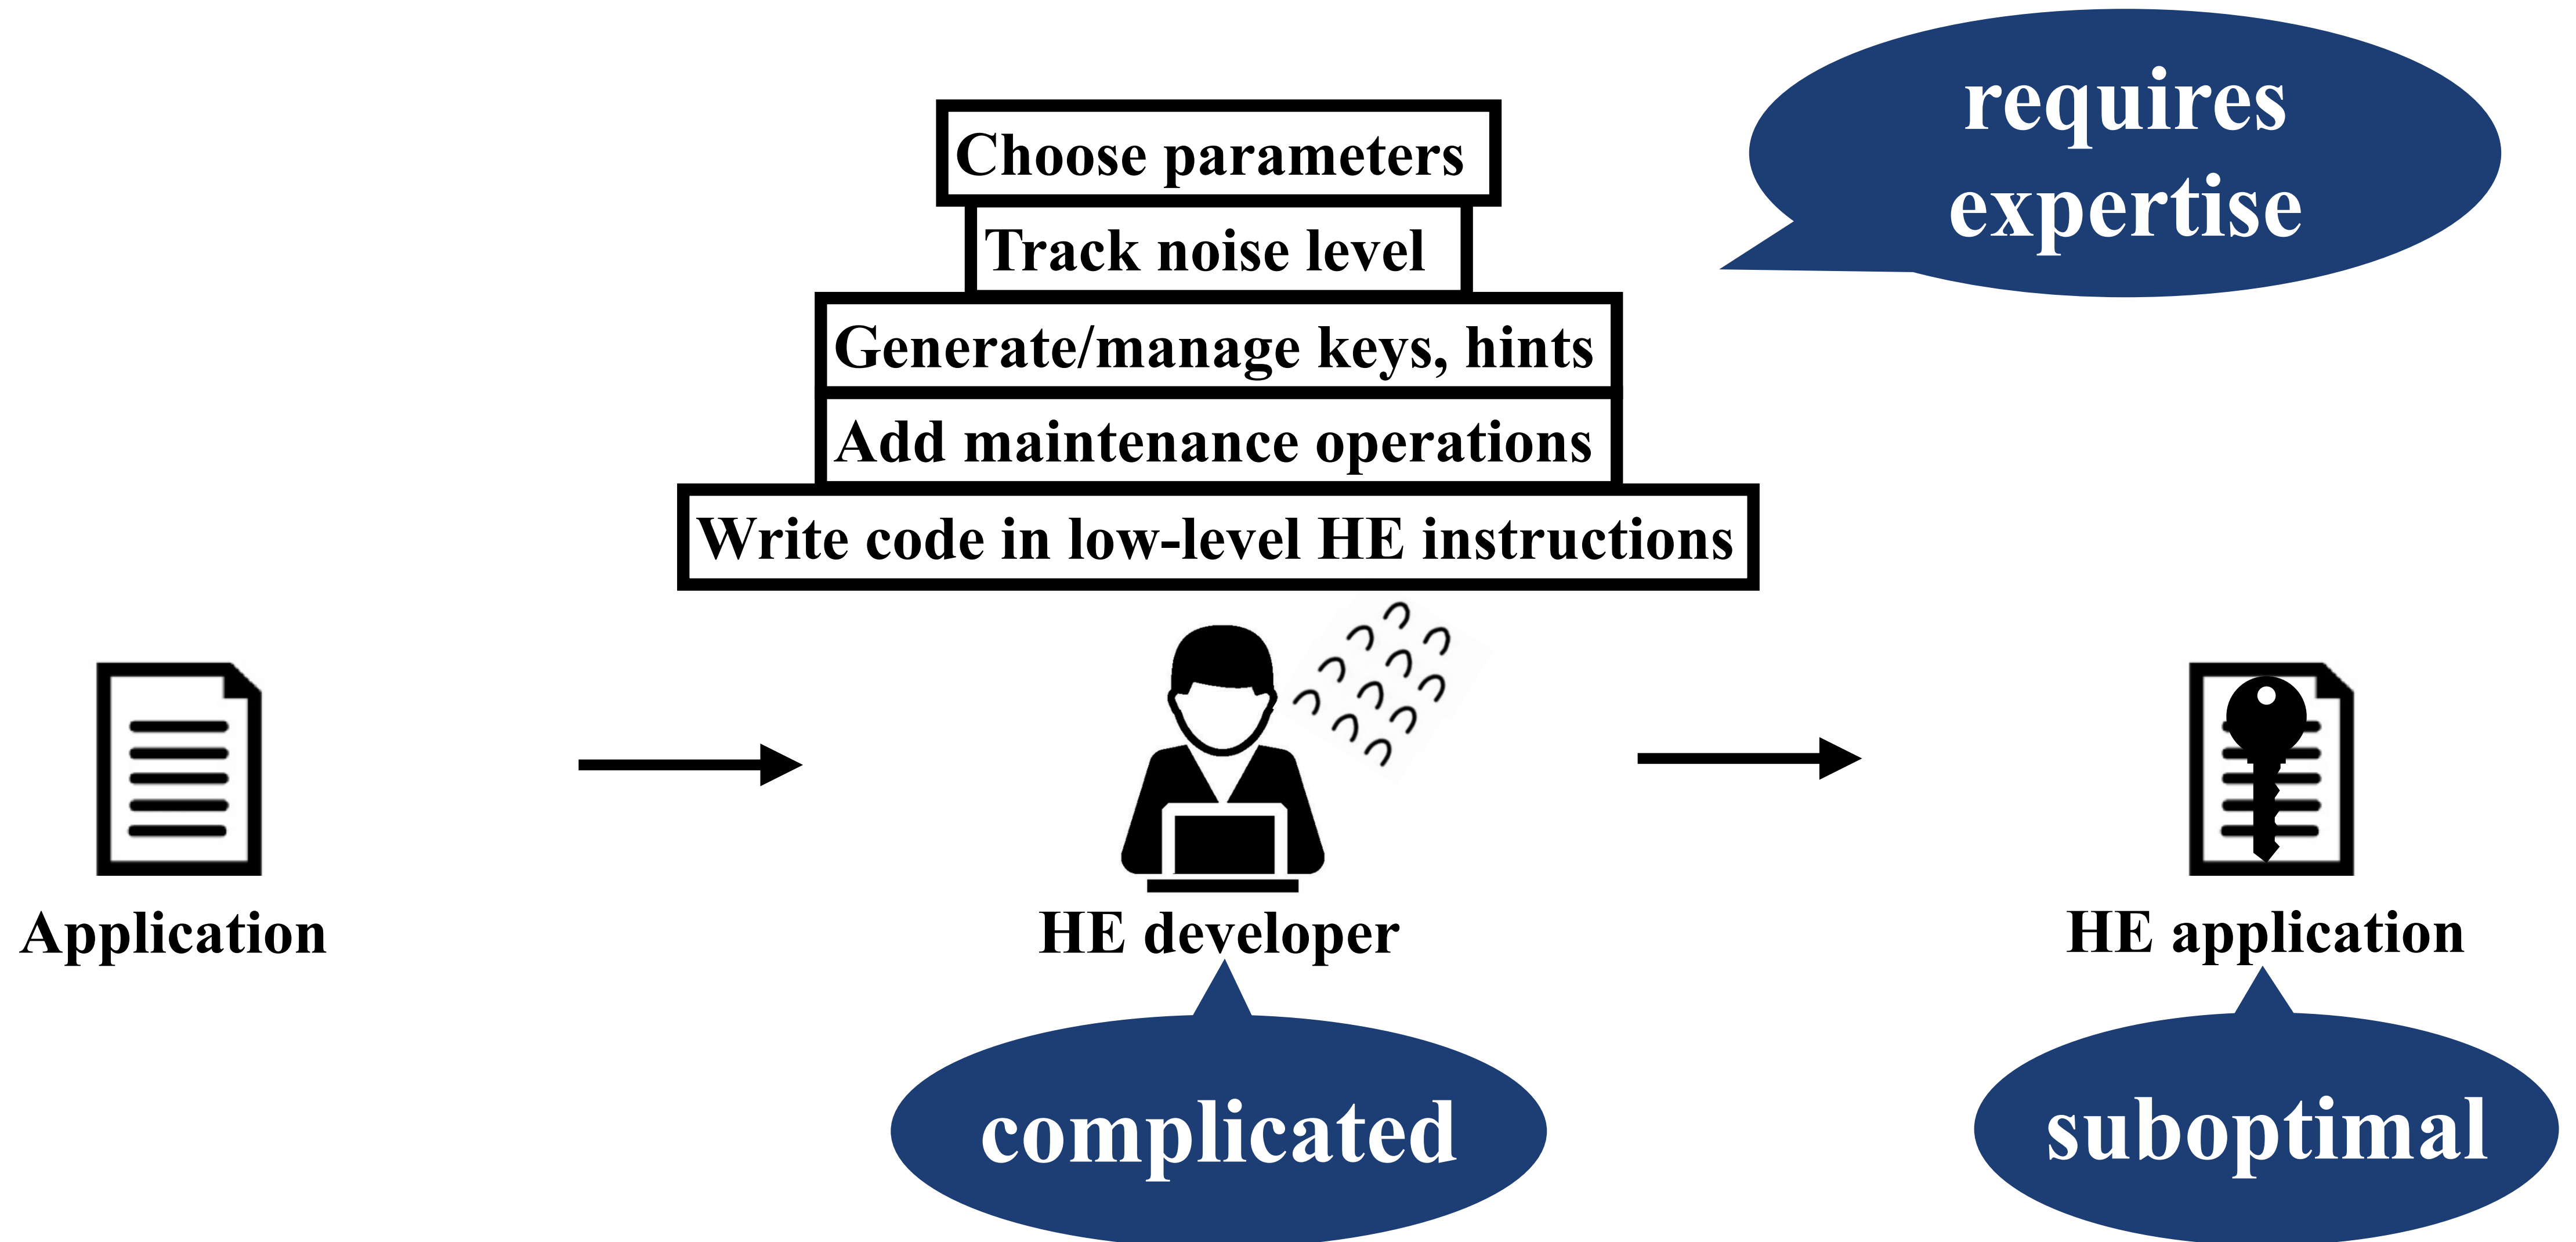 requires
expertise
Choose parameters
Track noise level
Generate/manage keys, hints
Add maintenance operations
Write code in low-level HE instructions
Application
HE developer
HE application
complicated
suboptimal